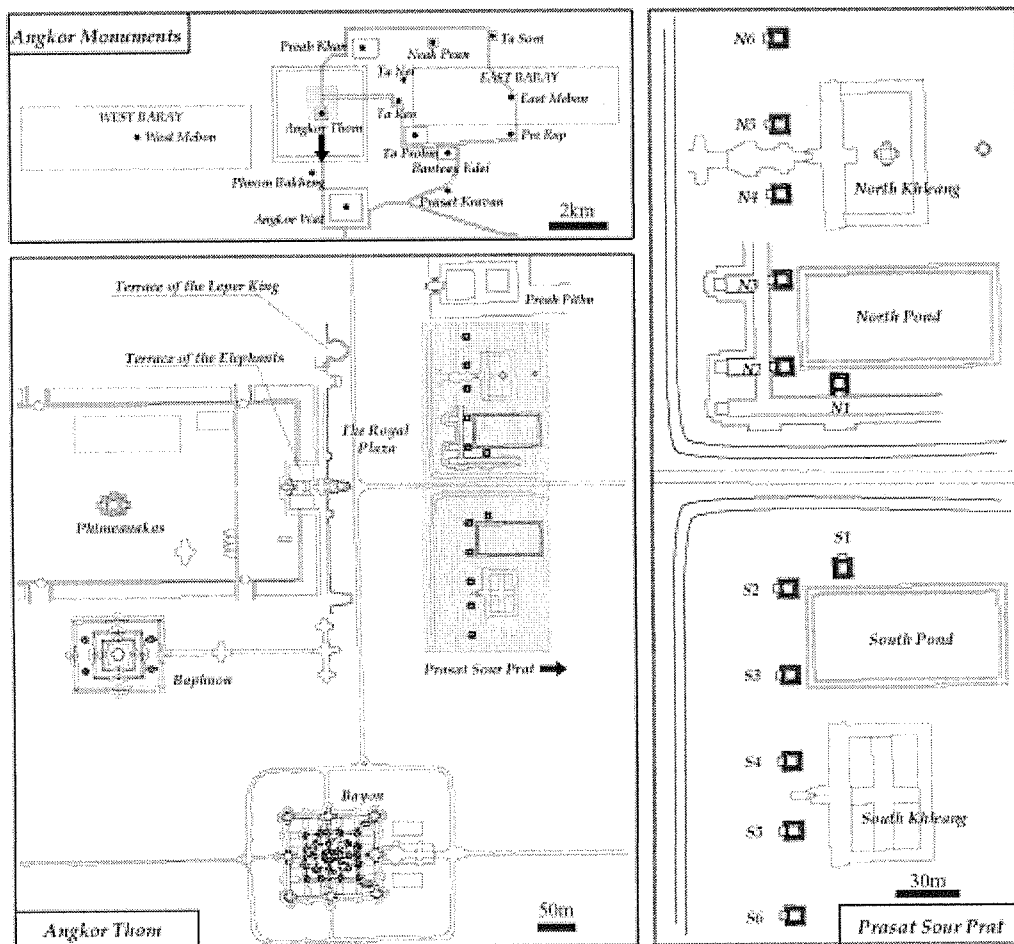 Angkor Monuments
Preah Khan
Neak Pean
Ta Som
Ta Nei
EAST BARAY
WEST BARAY
West Mebon
Ta Keo
East Mebon
Angkor Thom
Ta Prohm
Pre Rup
Phnom Bakheng
Banteay Kdei
Prasat Kravan
Angkor Wat
2km
Terrace of the Leper King
Preah Pithu
Terrace of the Elephants
The Royal
Plaza
Phimeanakas
Baphuon
Prasat Sour Prat
Bayon
50m
Angkor Thom
N6
N5
N4
North Khleang
N3
North Pond
N2
N1
S1
S2
South Pond
S3
S4
S5
South Khleang
30m
S6
Prasat Sour Prat